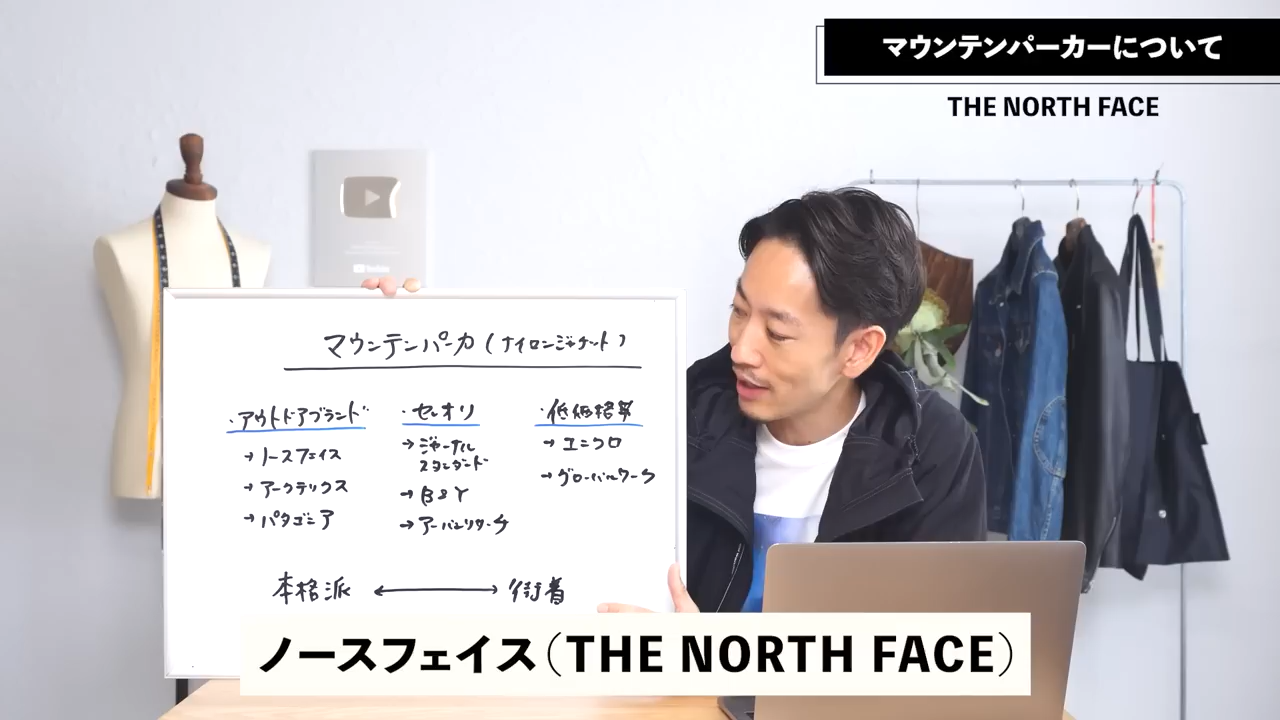 マウンテンパーカーについて
THE NORTH FACE
YouTube
マウンテンパーカ(ナイロンジャケット)
・アウトドアブランド
→ノースフェイス
→アークテリクス
→パタゴニア
・セレオリ
→ジャーナル
スタンダード
→B&Y
→アーバンリサーチ
・低価格帯
→ユニクロ
→グローバルワーク
本格派 ⟷ 街着
ノースフェイス(THE NORTH FACE)